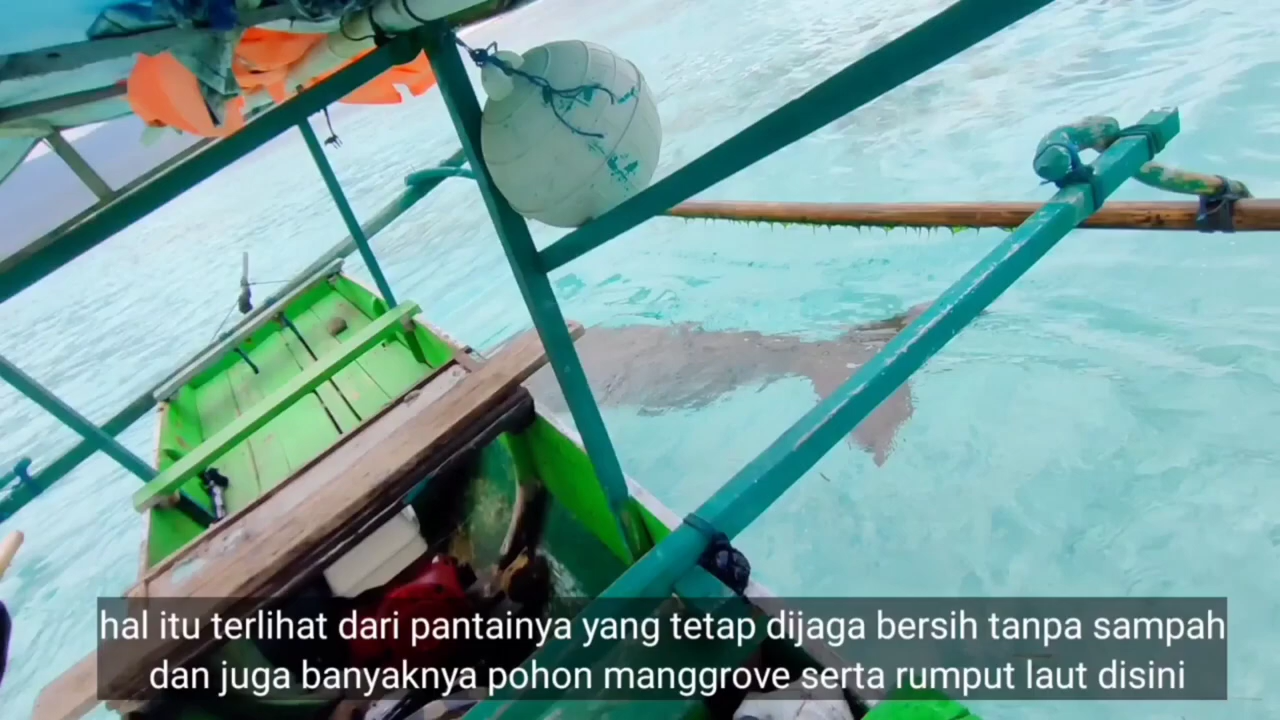 hal itu terlihat dari pantainya yang tetap dijaga bersih tanpa sampah
dan juga banyaknya pohon manggrove serta rumput laut disini